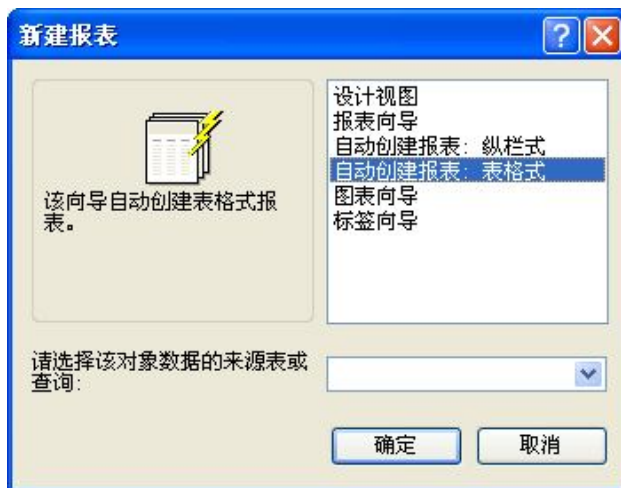 新建报表
设计视图
报表向导
自动创建报表: 纵栏式
自动创建报表: 表格式
图表向导
标签向导
该向导自动创建表格式报
表。
请选择该对象数据的来源表或
查询:
确定
取消